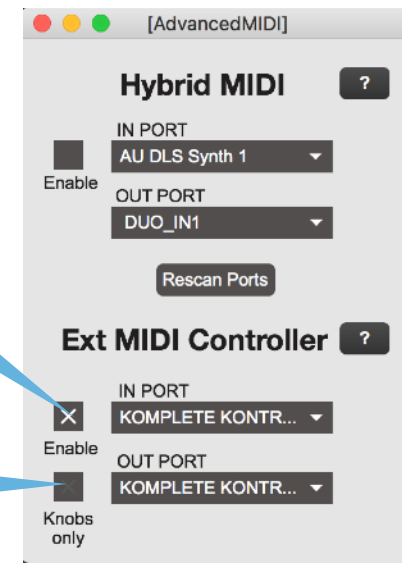 [AdvancedMIDI]
Hybrid MIDI ?
IN PORT
AU DLS Synth 1
Enable
OUT PORT
DUO_IN1
Rescan Ports
Ext MIDI Controller ?
IN PORT
KOMPLETE KONTR...
Enable
OUT PORT
KOMPLETE KONTR...
Knobs
only